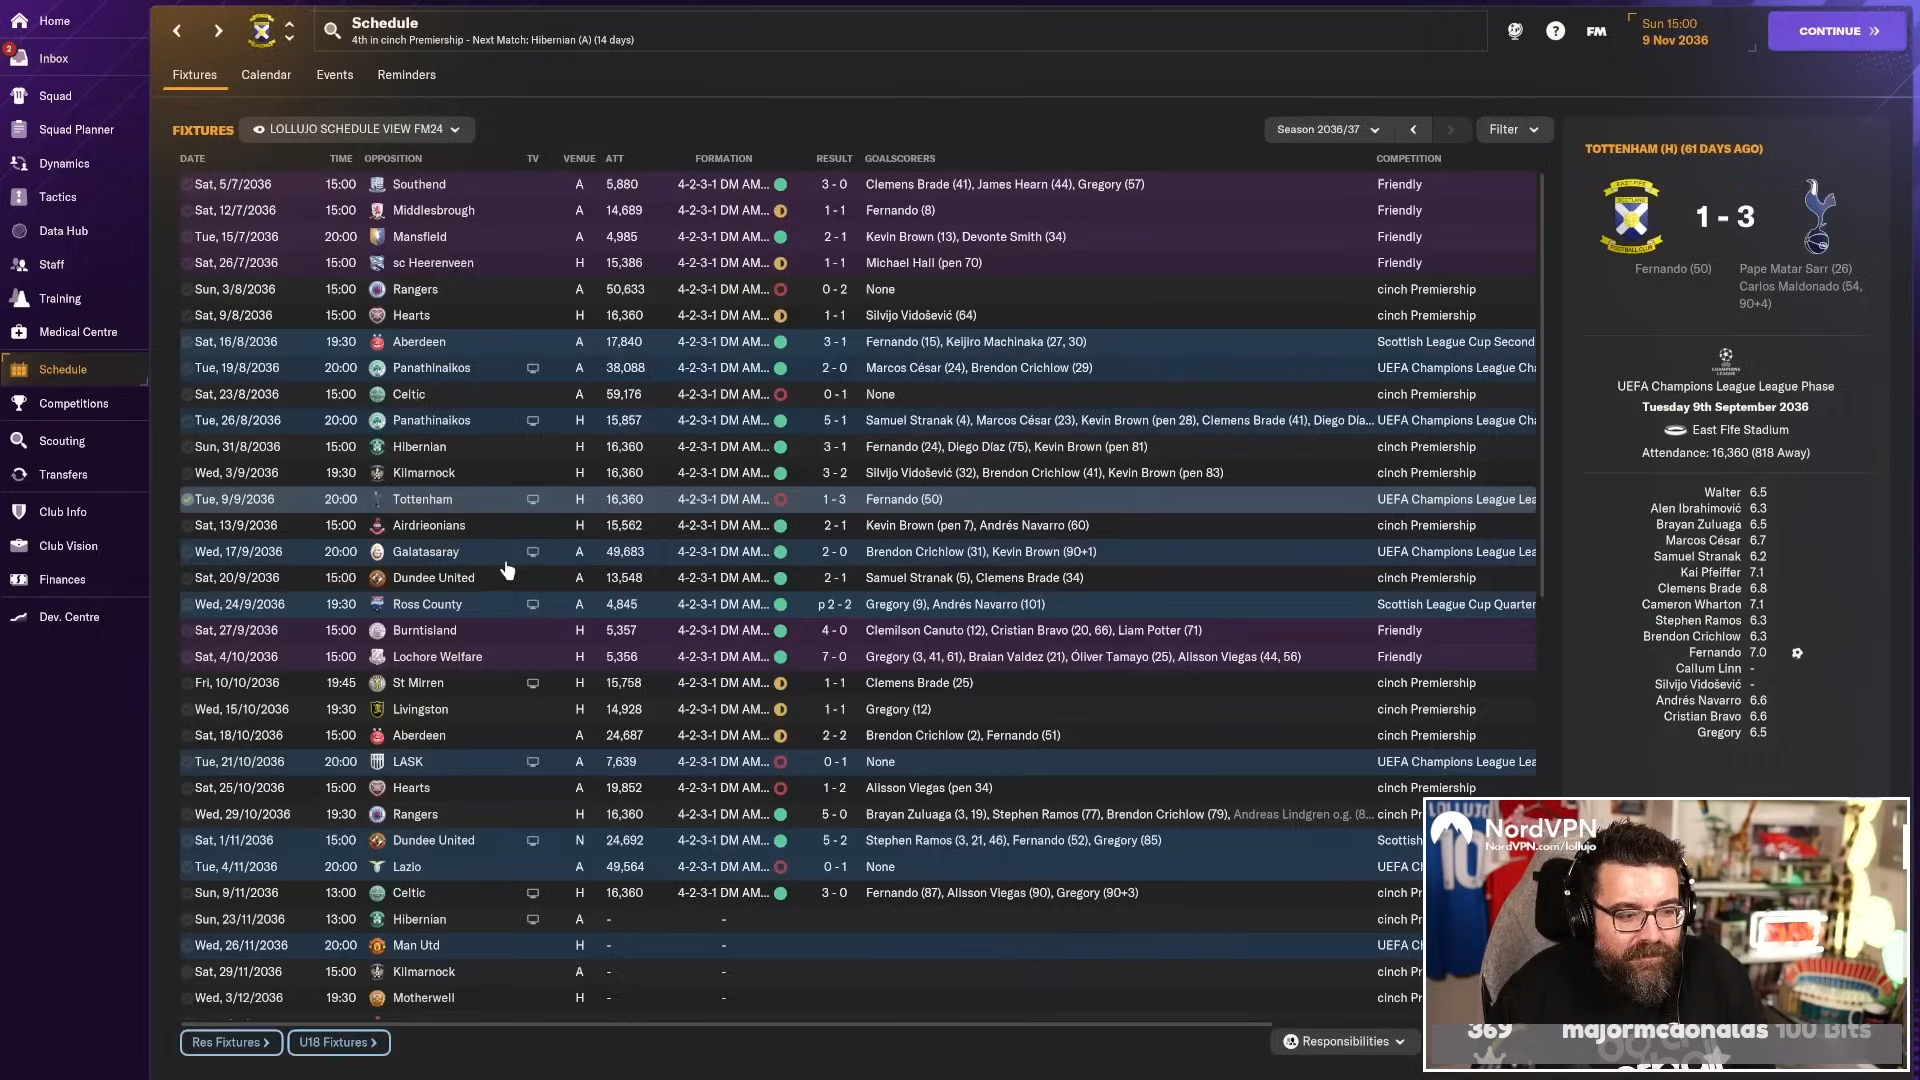 Home
2
Inbox
Squad
Squad Planner
Dynamics
Tactics
Data Hub
Staff
Training
Medical Centre
Schedule
Competitions
Scouting
Transfers
Club Info
Club Vision
Finances
Dev. Centre
Schedule
4th in cinch Premiership - Next Match: Hibernian (A) (14 days)
FM
Sun 15:00
9 Nov 2036
CONTINUE
Fixtures Calendar Events Reminders
FIXTURES LOLLUJO SCHEDULE VIEW FM24 Season 2036/37 Filter
DATE TIME OPPOSITION TV VENUE ATT FORMATION RESULT GOALSCORERS COMPETITION
Sat, 5/7/2036 15:00 Southend A 5,880 4-2-3-1 DM AM... 3 - 0 Clemens Brade (41), James Hearn (44), Gregory (57) Friendly
Sat, 12/7/2036 15:00 Middlesbrough A 14,689 4-2-3-1 DM AM... 1 - 1 Fernando (8) Friendly
Tue, 15/7/2036 20:00 Mansfield A 4,985 4-2-3-1 DM AM... 2 - 1 Kevin Brown (13), Devonte Smith (34) Friendly
Sat, 26/7/2036 15:00 sc Heerenveen H 15,386 4-2-3-1 DM AM... 1 - 1 Michael Hall (pen 70) Friendly
Sun, 3/8/2036 15:00 Rangers A 50,633 4-2-3-1 DM AM... 0 - 2 None cinch Premiership
Sat, 9/8/2036 15:00 Hearts H 16,360 4-2-3-1 DM AM... 1 - 1 Silvijo Vidošević (64) cinch Premiership
Sat, 16/8/2036 19:30 Aberdeen A 17,840 4-2-3-1 DM AM... 3 - 1 Fernando (15), Keijiro Machinaka (27, 30) Scottish League Cup Second
Tue, 19/8/2036 20:00 Panathinaikos A 38,088 4-2-3-1 DM AM... 2 - 0 Marcos César (24), Brendon Crichlow (29) UEFA Champions League Cha
Sat, 23/8/2036 15:00 Celtic A 59,176 4-2-3-1 DM AM... 0 - 1 None cinch Premiership
Tue, 26/8/2036 20:00 Panathinaikos H 15,857 4-2-3-1 DM AM... 5 - 1 Samuel Stranak (4), Marcos César (23), Kevin Brown (pen 28), Clemens Brade (41), Diego Día... UEFA Champions League Cha
Sun, 31/8/2036 15:00 Hibernian H 16,360 4-2-3-1 DM AM... 3 - 1 Fernando (24), Diego Díaz (75), Kevin Brown (pen 81) cinch Premiership
Wed, 3/9/2036 19:30 Kilmarnock H 16,360 4-2-3-1 DM AM... 3 - 2 Silvijo Vidošević (32), Brendon Crichlow (41), Kevin Brown (pen 83) cinch Premiership
Tue, 9/9/2036 20:00 Tottenham H 16,360 4-2-3-1 DM AM... 1 - 3 Fernando (50) UEFA Champions League Lea
Sat, 13/9/2036 15:00 Airdrieonians H 15,562 4-2-3-1 DM AM... 2 - 1 Kevin Brown (pen 7), Andrés Navarro (60) cinch Premiership
Wed, 17/9/2036 20:00 Galatasaray A 49,683 4-2-3-1 DM AM... 2 - 0 Brendon Crichlow (31), Kevin Brown (90+1) UEFA Champions League Lea
Sat, 20/9/2036 15:00 Dundee United A 13,548 4-2-3-1 DM AM... 2 - 1 Samuel Stranak (5), Clemens Brade (34) cinch Premiership
Wed, 24/9/2036 19:30 Ross County A 4,845 4-2-3-1 DM AM... p 2 - 2 Gregory (9), Andrés Navarro (101) Scottish League Cup Quarter
Sat, 27/9/2036 15:00 Burntisland H 5,357 4-2-3-1 DM AM... 4 - 0 Clemilson Canuto (12), Cristian Bravo (20, 66), Liam Potter (71) Friendly
Sat, 4/10/2036 15:00 Lochore Welfare H 5,356 4-2-3-1 DM AM... 7 - 0 Gregory (3, 41, 61), Braian Valdez (21), Óliver Tamayo (25), Alisson Viegas (44, 56) Friendly
Fri, 10/10/2036 19:45 St Mirren H 15,758 4-2-3-1 DM AM... 1 - 1 Clemens Brade (25) cinch Premiership
Wed, 15/10/2036 19:30 Livingston H 14,928 4-2-3-1 DM AM... 1 - 1 Gregory (12) cinch Premiership
Sat, 18/10/2036 15:00 Aberdeen A 24,687 4-2-3-1 DM AM... 2 - 2 Brendon Crichlow (2), Fernando (51) cinch Premiership
Tue, 21/10/2036 20:00 LASK A 7,639 4-2-3-1 DM AM... 0 - 1 None UEFA Champions League Lea
Sat, 25/10/2036 15:00 Hearts A 19,852 4-2-3-1 DM AM... 1 - 2 Alisson Viegas (pen 34) cinch Premiership
Wed, 29/10/2036 19:30 Rangers H 16,360 4-2-3-1 DM AM... 5 - 0 Brayan Zuluaga (3, 19), Stephen Ramos (77), Brendon Crichlow (79), Andreas Lindgren o.g. (8... cinch Pr
Sat, 1/11/2036 15:00 Dundee United N 24,692 4-2-3-1 DM AM... 5 - 2 Stephen Ramos (3, 21, 46), Fernando (52), Gregory (85) Scottish
Tue, 4/11/2036 20:00 Lazio A 49,564 4-2-3-1 DM AM... 0 - 1 None UEFA Ch
Sun, 9/11/2036 13:00 Celtic H 16,360 4-2-3-1 DM AM... 3 - 0 Fernando (87), Alisson Viegas (90), Gregory (90+3) cinch Pr
Sun, 23/11/2036 13:00 Hibernian A - - cinch Pr
Wed, 26/11/2036 20:00 Man Utd H - - UEFA Ch
Sat, 29/11/2036 15:00 Kilmarnock A - - cinch Pr
Wed, 3/12/2036 19:30 Motherwell H - - cinch Pr
Res Fixtures U18 Fixtures Responsibilities
TOTTENHAM (H) (61 DAYS AGO)
EAST FIFE
SCOTLAND
FOOTBALL CLUB
1 - 3
Fernando (50) Pape Matar Sarr (26)
Carlos Maldonado (54,
90+4)
CHAMPIONS
LEAGUE
UEFA Champions League League Phase
Tuesday 9th September 2036
East Fife Stadium
Attendance: 16,360 (818 Away)
Walter 6.5
Alen Ibrahimović 6.3
Brayan Zuluaga 6.5
Marcos César 6.7
Samuel Stranak 6.2
Kai Pfeiffer 7.1
Clemens Brade 6.8
Cameron Wharton 7.1
Stephen Ramos 6.3
Brendon Crichlow 6.3
Fernando 7.0
Callum Linn -
Silvijo Vidošević -
Andrés Navarro 6.6
Cristian Bravo 6.6
Gregory 6.5
LOLLUJO
10
NordVPN
NordVPN.com/lollujo
369 majormcdonalas 100 Bits